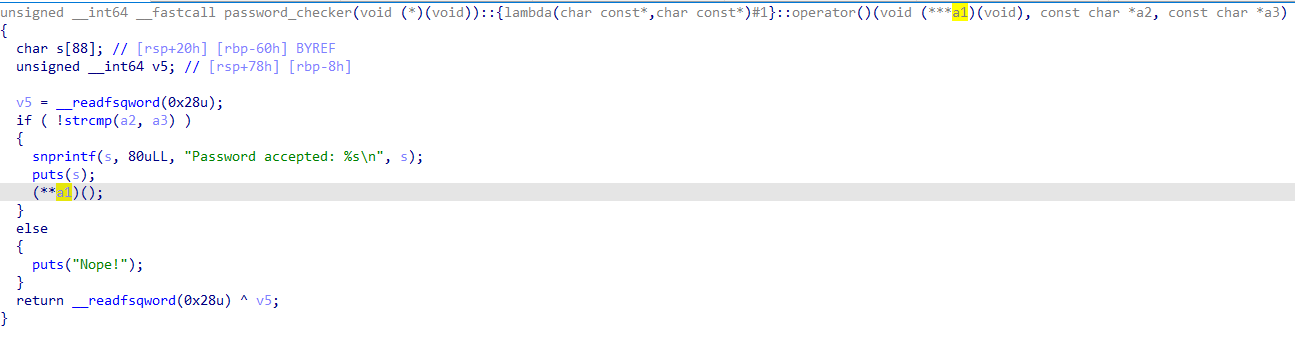 unsigned __int64 __fastcall password_checker(void (*)(void))::{lambda(char const*,char const*)#1}::operator()(void (***a1)(void), const char *a2, const char *a3)
{
  char s[88]; // [rsp+20h] [rbp-60h] BYREF
  unsigned __int64 v5; // [rsp+78h] [rbp-8h]

  v5 = __readfsqword(0x28u);
  if ( !strcmp(a2, a3) )
  {
    snprintf(s, 80uLL, "Password accepted: %s\n", s);
    puts(s);
    (**a1)();
  }
  else
  {
    puts("Nope!");
  }
  return __readfsqword(0x28u) ^ v5;
}